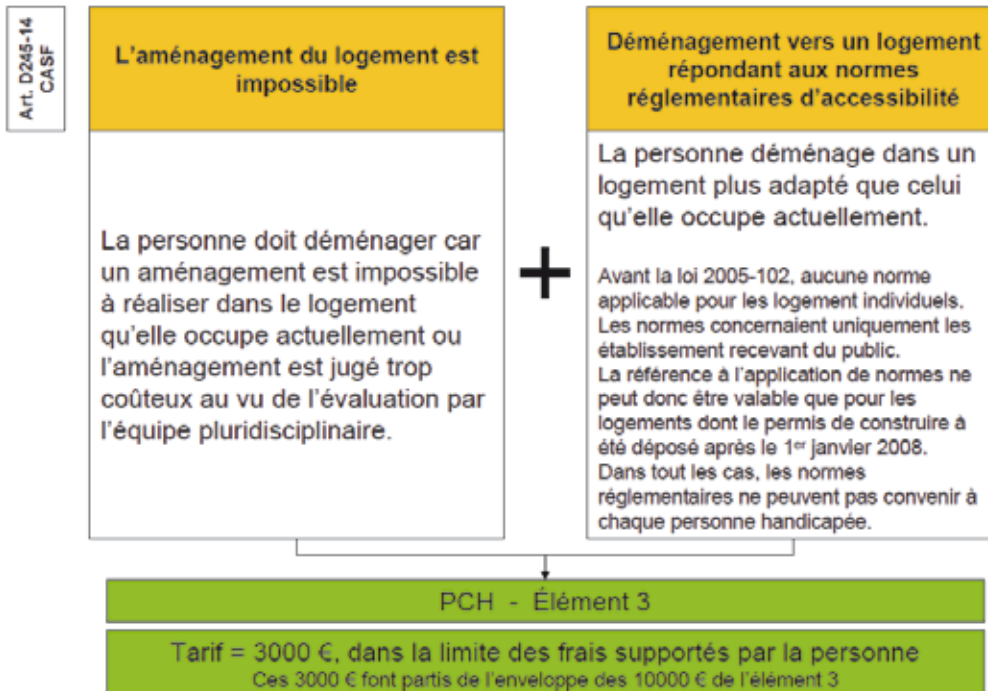 Art. D245-14
CASF
L'aménagement du logement est
impossible
La personne doit déménager car
un aménagement est impossible
à réaliser dans le logement
qu'elle occupe actuellement ou
l'aménagement est jugé trop
coûteux au vu de l'évaluation par
l'équipe pluridisciplinaire.
+
Déménagement vers un logement
répondant aux normes
réglementaires d'accessibilité
La personne déménage dans un
logement plus adapté que celui
qu'elle occupe actuellement.
Avant la loi 2005-102, aucune norme
applicable pour les logement individuels.
Les normes concernaient uniquement les
établissement recevant du public.
La référence à l'application de normes ne
peut donc être valable que pour les
logements dont le permis de construire à
été déposé après le 1er janvier 2008.
Dans tout les cas, les normes
réglementaires ne peuvent pas convenir à
chaque personne handicapée.
PCH - Élément 3
Tarif = 3000 €, dans la limite des frais supportés par la personne
Ces 3000 € font partis de l'enveloppe des 10000 € de l'élément 3